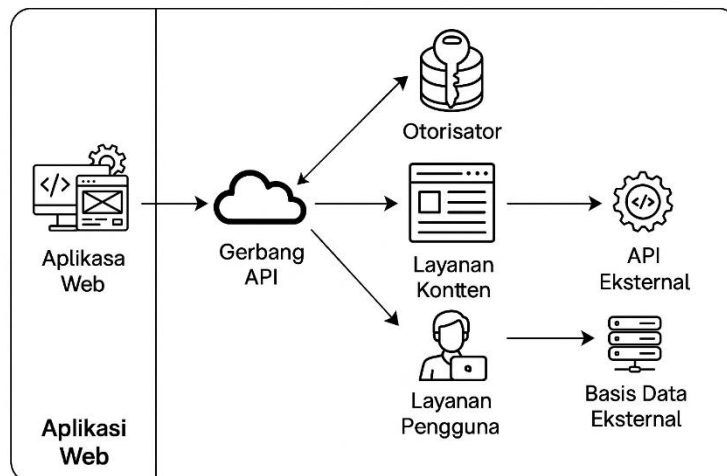 Otorisator
</>
Aplikasa
Web
Gerbang
API
Layanan
Kontten
</>
API
Eksternal
Layanan
Pengguna
Basis Data
Eksternal
Aplikasi
Web